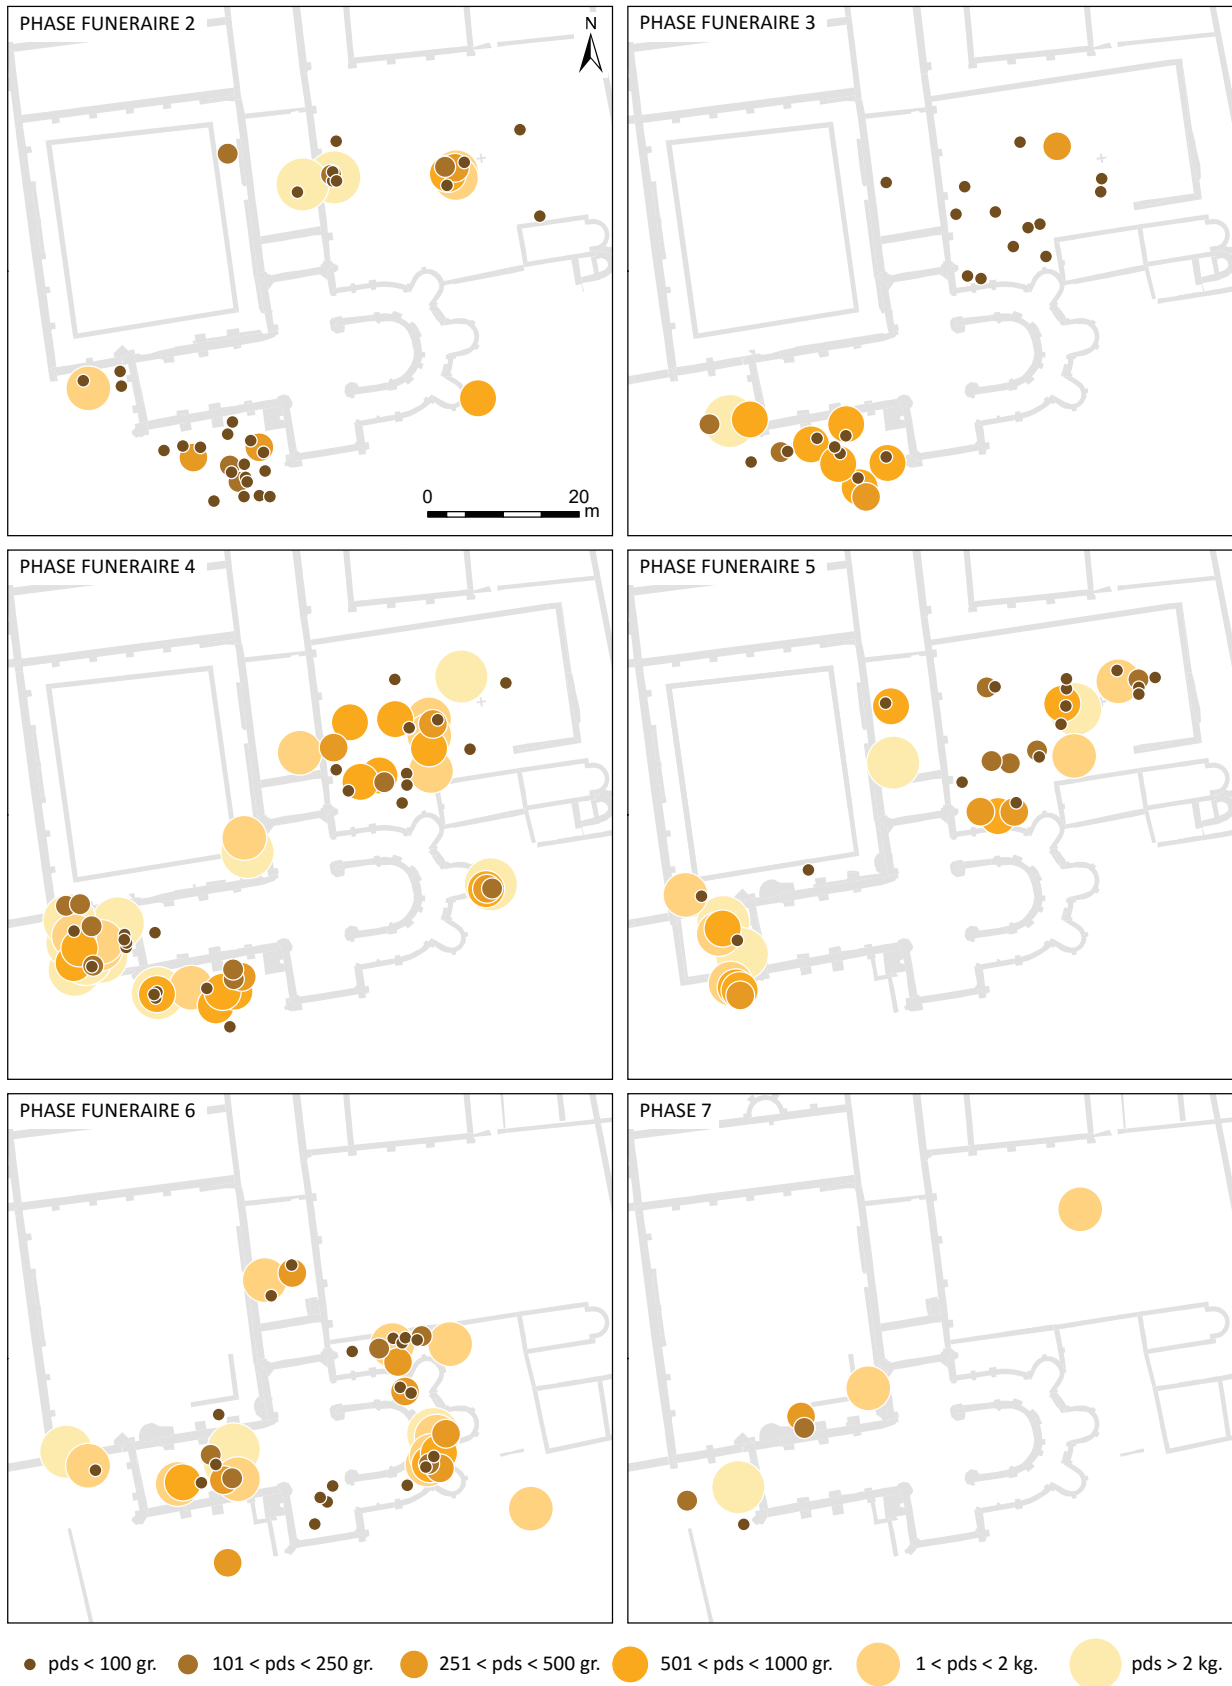 PHASE FUNERAIRE 2
N
0 20
m
PHASE FUNERAIRE 3
PHASE FUNERAIRE 4
PHASE FUNERAIRE 5
PHASE FUNERAIRE 6
PHASE 7
pds < 100 gr. 101 < pds < 250 gr. 251 < pds < 500 gr. 501 < pds < 1000 gr. 1 < pds < 2 kg. pds > 2 kg.